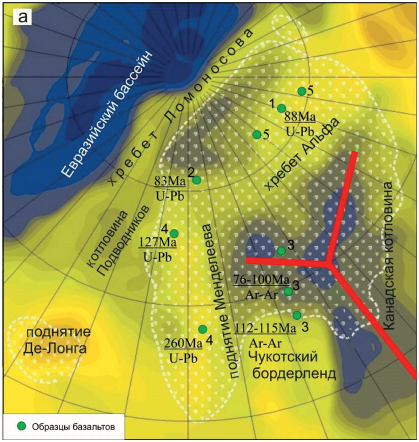 а
Евразийский бассейн
хребет Ломоносова
5
1
88Ma
U-Pb
5
хребет Альфа
2
83Ma
U-Pb
котловина
Подводников
4
127Ma
U-Pb
поднятие Менделеева
3
76-100Ma
Ar-Ar
3
Канадская котловина
112-115Ma
Ar-Ar
3
260Ma
U-Pb
4
Чукотский
бордерленд
поднятие
Де-Лонга
Образцы базальтов